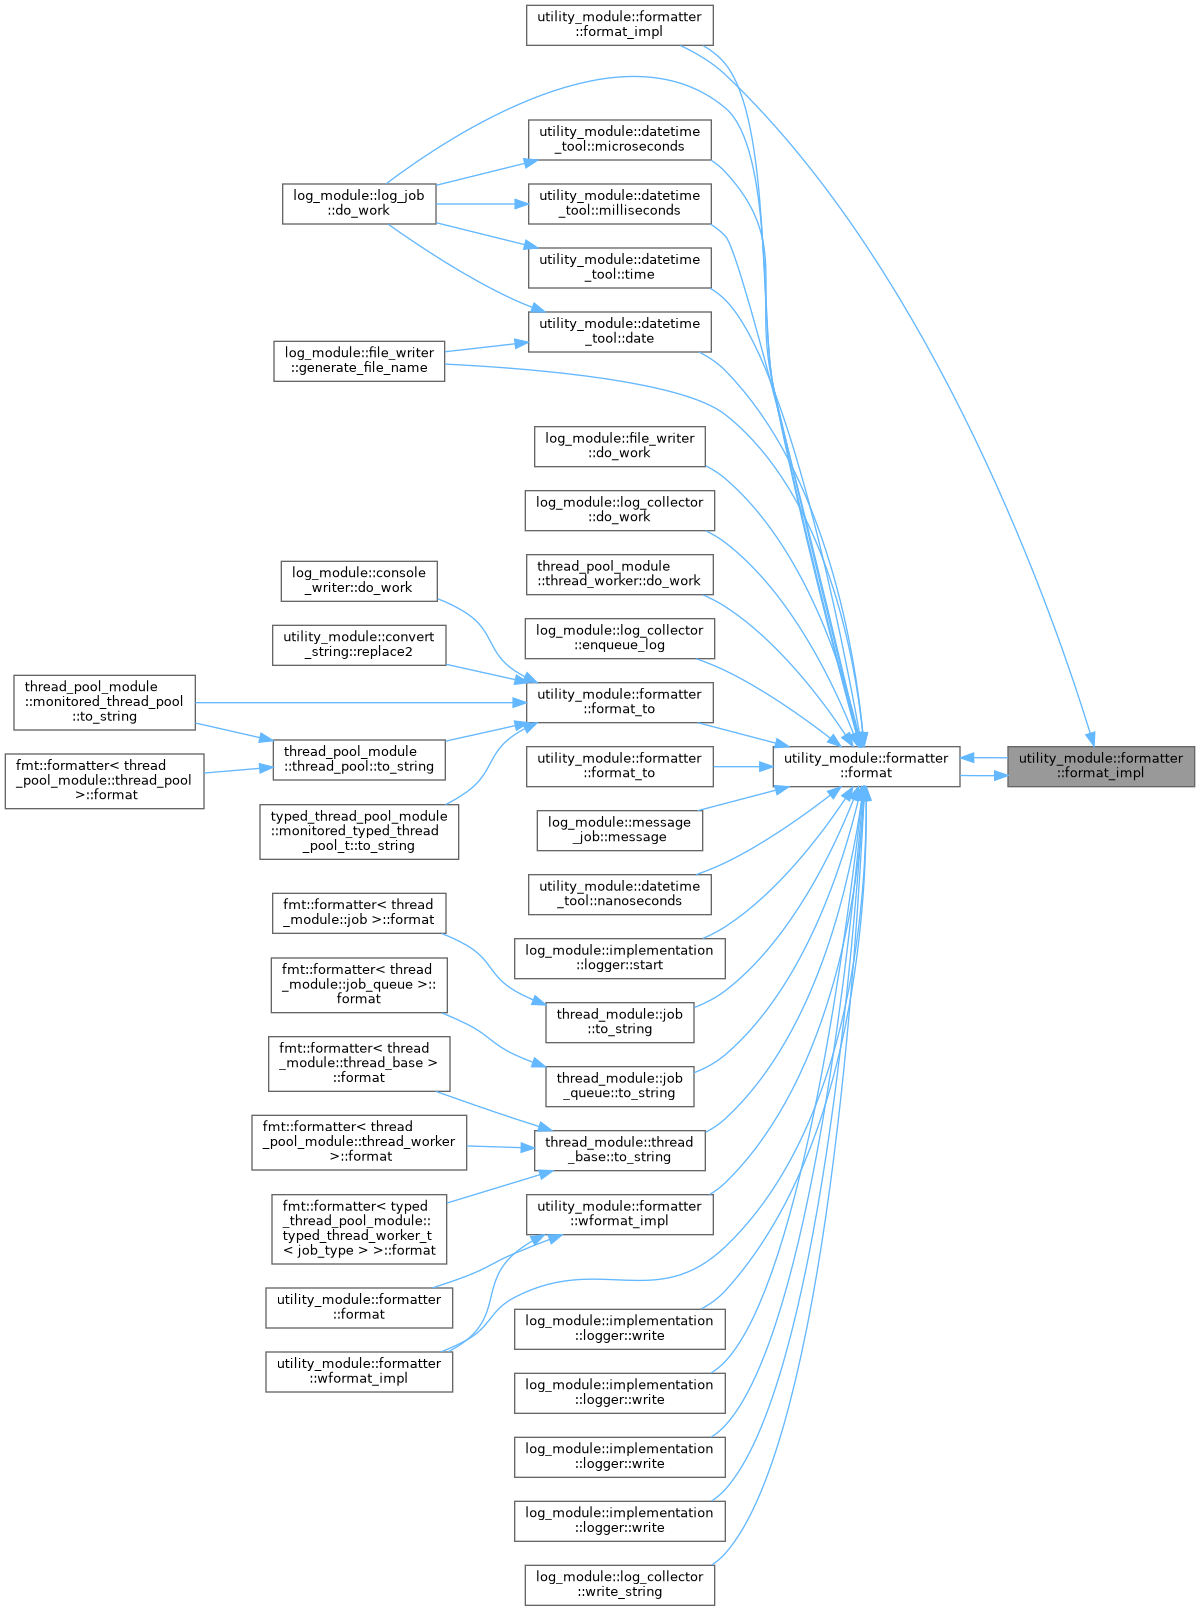 utility_module::formatter
::format_impl
utility_module::datetime
_tool::microseconds
log_module::log_job
::do_work
utility_module::datetime
_tool::milliseconds
utility_module::datetime
_tool::time
utility_module::datetime
_tool::date
log_module::file_writer
::generate_file_name
log_module::file_writer
::do_work
log_module::log_collector
::do_work
thread_pool_module
::thread_worker::do_work
log_module::console
_writer::do_work
log_module::log_collector
::enqueue_log
utility_module::convert
_string::replace2
thread_pool_module
::monitored_thread_pool
::to_string
utility_module::formatter
::format_to
thread_pool_module
::thread_pool::to_string
fmt::formatter< thread
_pool_module::thread_pool
>::format
utility_module::formatter
::format_to
utility_module::formatter
::format
utility_module::formatter
::format_impl
typed_thread_pool_module
::monitored_typed_thread
_pool_t::to_string
log_module::message
_job::message
utility_module::datetime
_tool::nanoseconds
fmt::formatter< thread
_module::job >::format
log_module::implementation
::logger::start
fmt::formatter< thread
_module::job_queue >::
format
thread_module::job
::to_string
fmt::formatter< thread
_module::thread_base >
::format
thread_module::job
_queue::to_string
fmt::formatter< thread
_pool_module::thread_worker
>::format
thread_module::thread
_base::to_string
fmt::formatter< typed
_thread_pool_module::
typed_thread_worker_t
< job_type > >::format
utility_module::formatter
::wformat_impl
utility_module::formatter
::format
log_module::implementation
::logger::write
utility_module::formatter
::wformat_impl
log_module::implementation
::logger::write
log_module::implementation
::logger::write
log_module::implementation
::logger::write
log_module::log_collector
::write_string